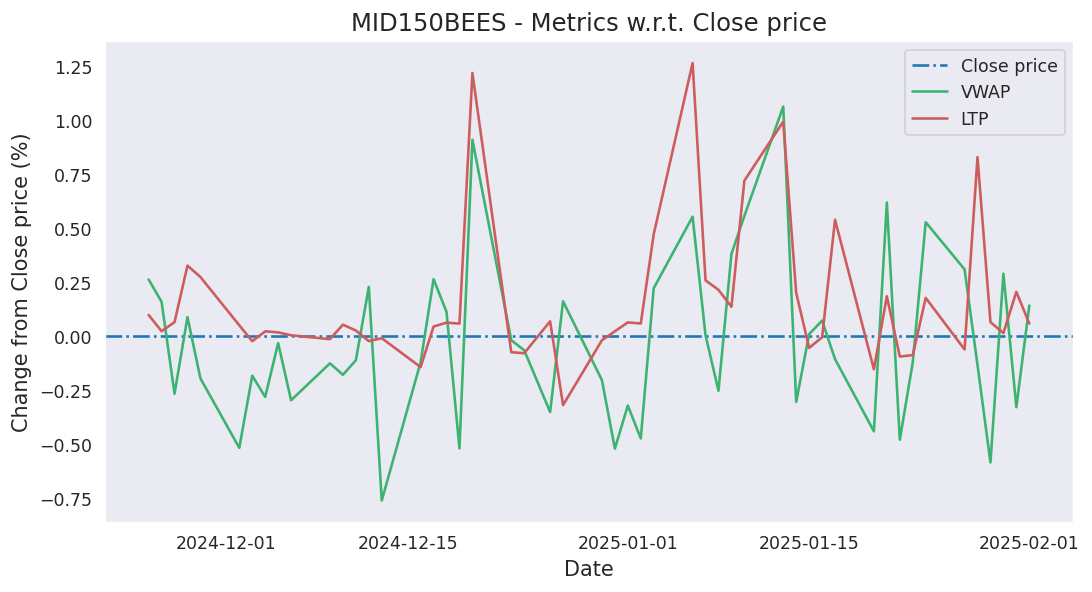 MID150BEES - Metrics w.r.t. Close price
Close price
VWAP
LTP
Change from Close price (%)
1.25
1.00
0.75
0.50
0.25
0.00
−0.25
−0.50
−0.75
2024-12-01
2024-12-15
2025-01-01
2025-01-15
2025-02-01
Date